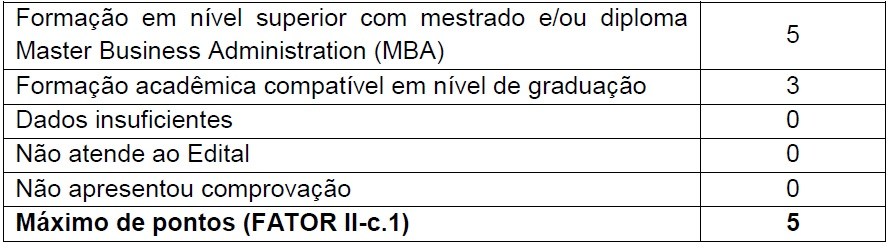 Formação em nível superior com mestrado e/ou diploma
Master Business Administration (MBA) 5
Formação acadêmica compatível em nível de graduação 3
Dados insuficientes 0
Não atende ao Edital 0
Não apresentou comprovação 0
Máximo de pontos (FATOR II-c.1) 5